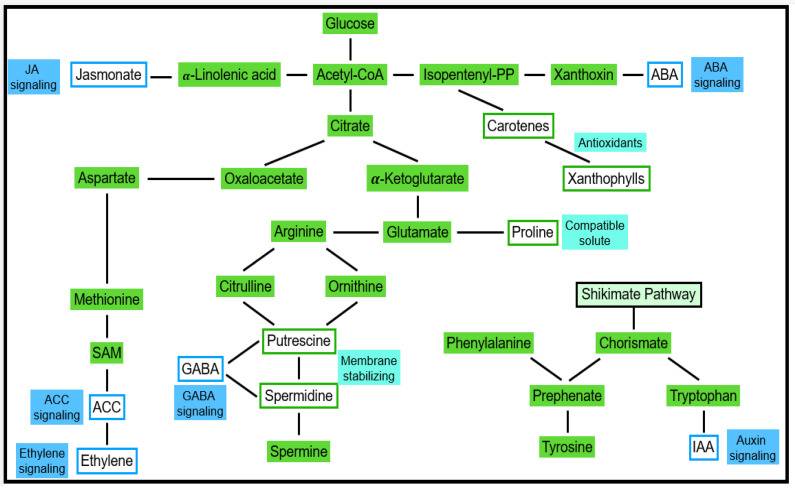 Glucose
JA
signaling
Jasmonate
α-Linolenic acid
Acetyl-CoA
Isopentenyl-PP
Xanthoxin
ABA
ABA
signaling
Citrate
Carotenes
Antioxidants
Aspartate
Oxaloacetate
α-Ketoglutarate
Xanthophylls
Arginine
Glutamate
Proline
Compatible
solute
Citrulline
Ornithine
Methionine
Shikimate Pathway
SAM
Putrescine
Phenylalanine
Chorismate
GABA
Membrane
stabilizing
ACC
signaling
ACC
GABA
signaling
Spermidine
Prephenate
Tryptophan
Ethylene
signaling
Ethylene
Spermine
Tyrosine
IAA
Auxin
signaling